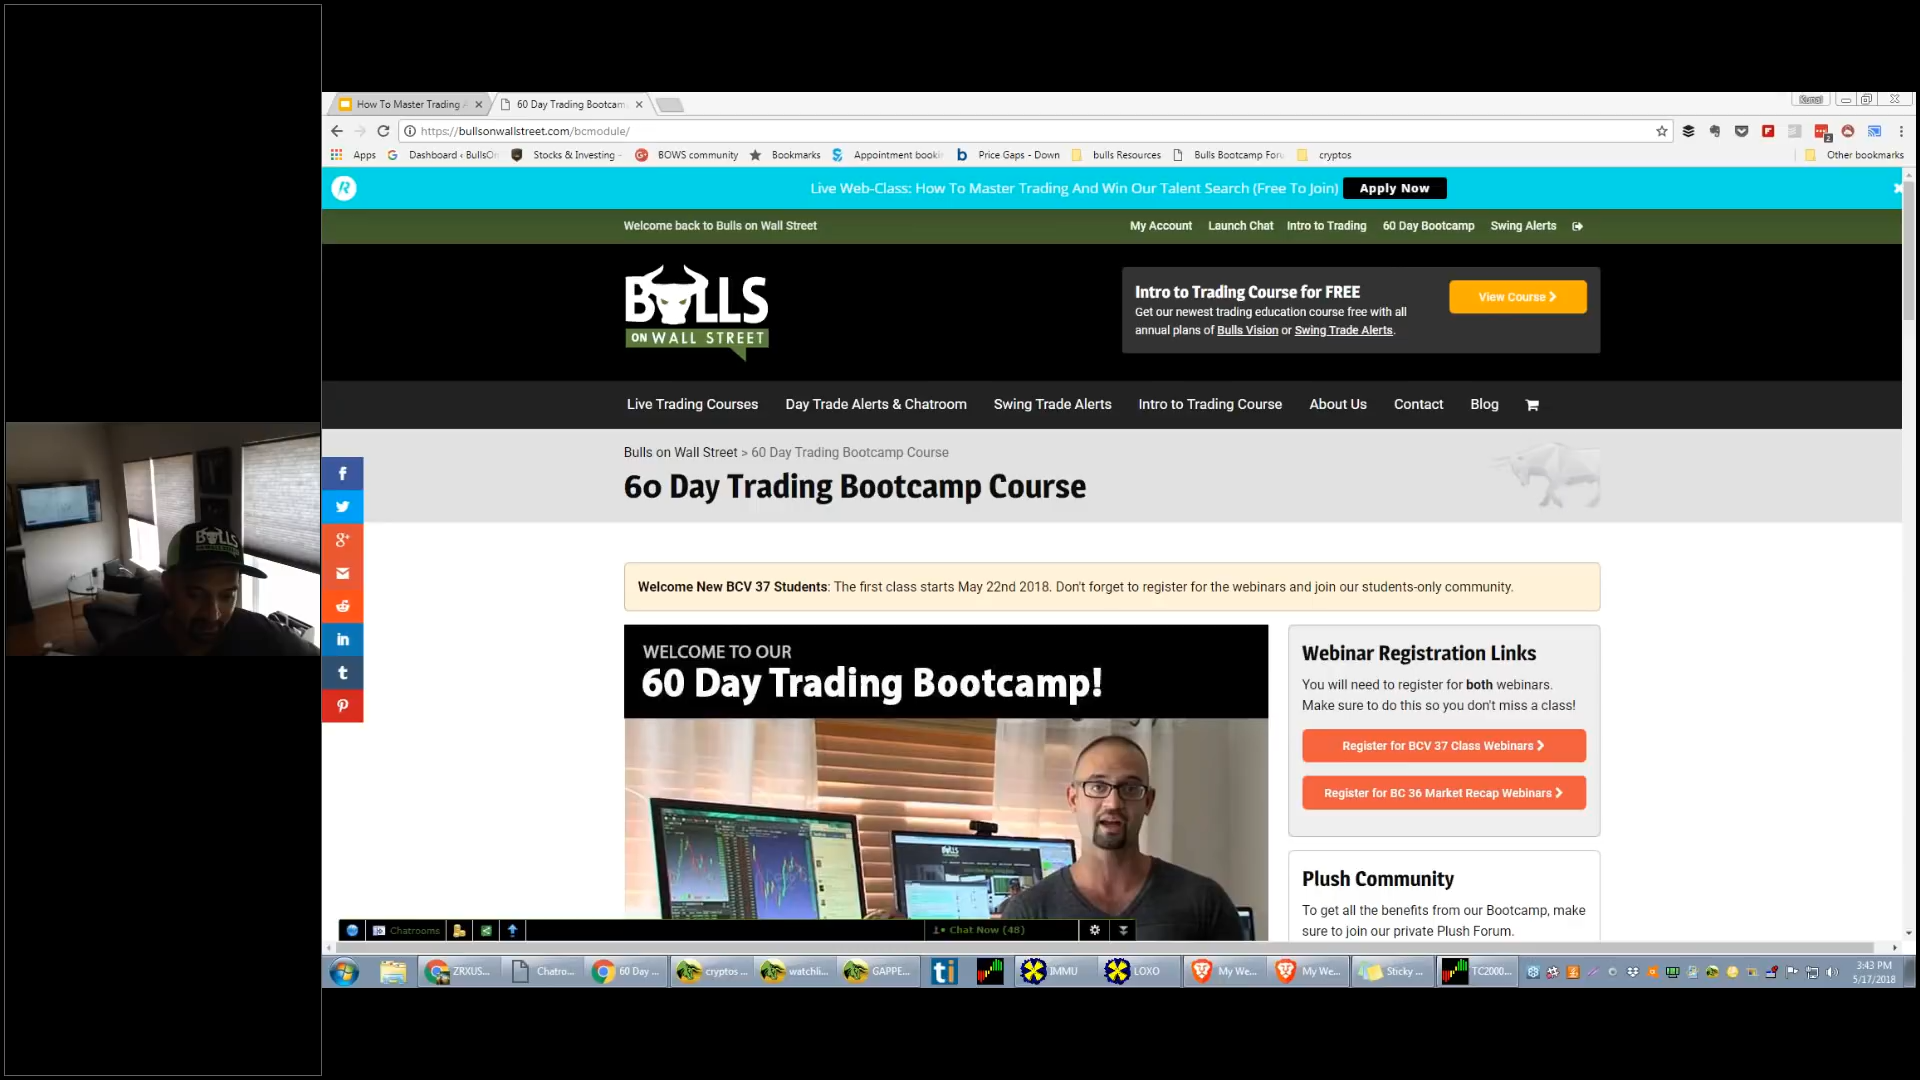 How To Master Trading
60 Day Trading Bootcam
Kunal
https://bullsonwallstreet.com/bcmodule/
Apps
Dashboard ‹ BullsOn
Stocks & Investing -
BOWS community
Bookmarks
Appointment bookin
Price Gaps - Down
bulls Resources
Bulls Bootcamp Foru
cryptos
Other bookmarks
Live Web-Class: How To Master Trading And Win Our Talent Search (Free To Join)
Apply Now
Welcome back to Bulls on Wall Street
My Account
Launch Chat
Intro to Trading
60 Day Bootcamp
Swing Alerts
BULLS
ON WALL STREET
Intro to Trading Course for FREE
Get our newest trading education course free with all
annual plans of Bulls Vision or Swing Trade Alerts.
View Course
Live Trading Courses
Day Trade Alerts & Chatroom
Swing Trade Alerts
Intro to Trading Course
About Us
Contact
Blog
Bulls on Wall Street > 60 Day Trading Bootcamp Course
60 Day Trading Bootcamp Course
Welcome New BCV 37 Students: The first class starts May 22nd 2018. Don't forget to register for the webinars and join our students-only community.
WELCOME TO OUR
60 Day Trading Bootcamp!
Webinar Registration Links
You will need to register for both webinars.
Make sure to do this so you don't miss a class!
Register for BCV 37 Class Webinars
Register for BC 36 Market Recap Webinars
Plush Community
To get all the benefits from our Bootcamp, make
sure to join our private Plush Forum.
BULLS
Chatrooms
Chat Now (48)
ZRXUS...
Chatro...
60 Day ...
cryptos ...
watchli...
GAPPE...
ti
IMMU
LOXO
My We...
My We...
Sticky ...
TC2000...
3:43 PM
5/17/2018